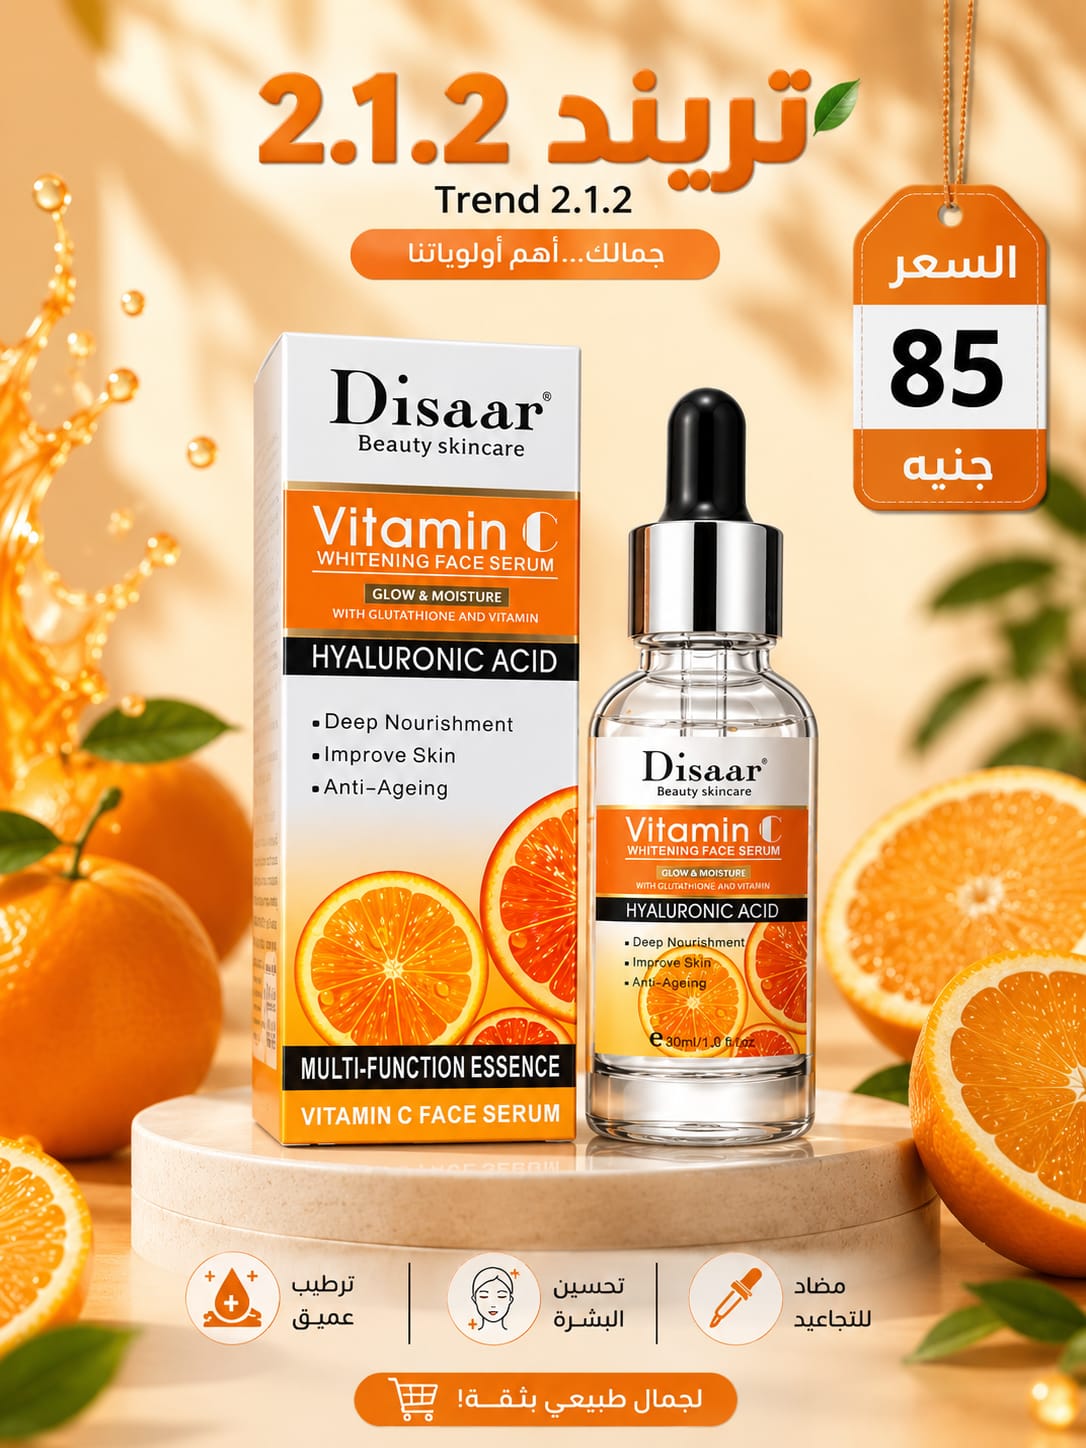 تريند 2.1.2
Trend 2.1.2
جمالك...أهم أولوياتنا
السعر
85
جنيه
Disaar®
Beauty skincare
Vitamin C
WHITENING FACE SERUM
GLOW & MOISTURE
WITH GLUTATHIONE AND VITAMIN
HYALURONIC ACID
Deep Nourishment
Improve Skin
Anti-Ageing
MULTI-FUNCTION ESSENCE
VITAMIN C FACE SERUM
Disaar®
Beauty skincare
Vitamin C
WHITENING FACE SERUM
GLOW & MOISTURE
WITH GLUTATHIONE AND VITAMIN
HYALURONIC ACID
Deep Nourishment
Improve Skin
Anti-Ageing
e 30ml/1.0 fl.oz
مضاد
للتجاعيد
تحسين
البشرة
ترطيب
عميق
لجمال طبيعي بثقة!